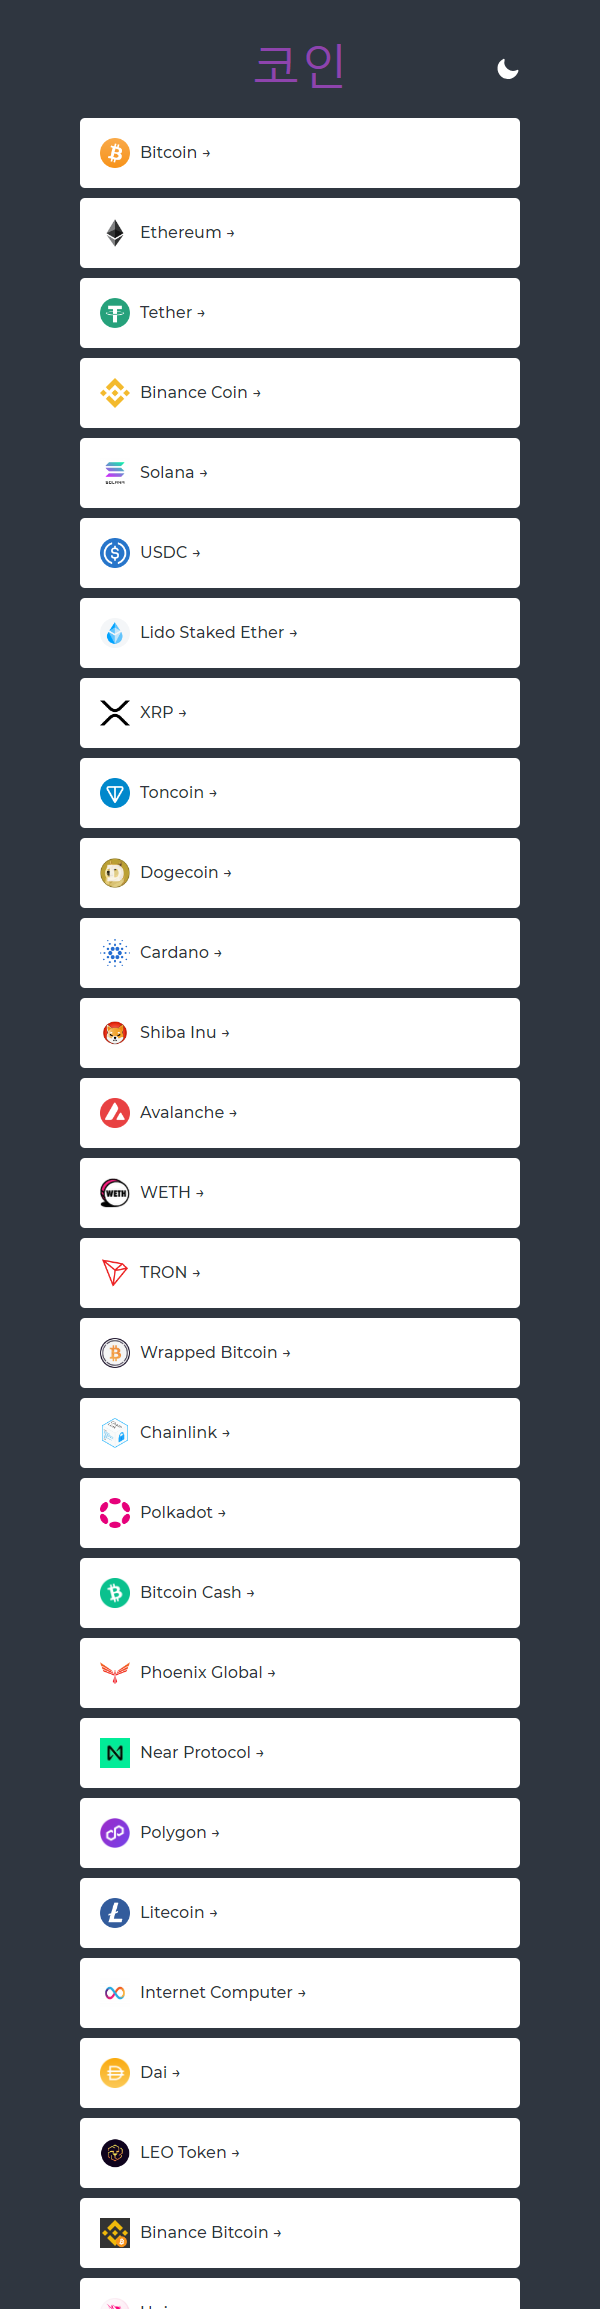 코인
Bitcoin →
Ethereum →
Tether →
Binance Coin →
Solana →
SOLANA
USDC →
Lido Staked Ether →
XRP →
Toncoin →
Dogecoin →
Cardano →
Shiba Inu →
Avalanche →
WETH
WETH →
TRON →
Wrapped Bitcoin →
Chainlink →
Polkadot →
Bitcoin Cash →
Phoenix Global →
Near Protocol →
Polygon →
Litecoin →
Internet Computer →
Dai →
LEO Token →
Binance Bitcoin →